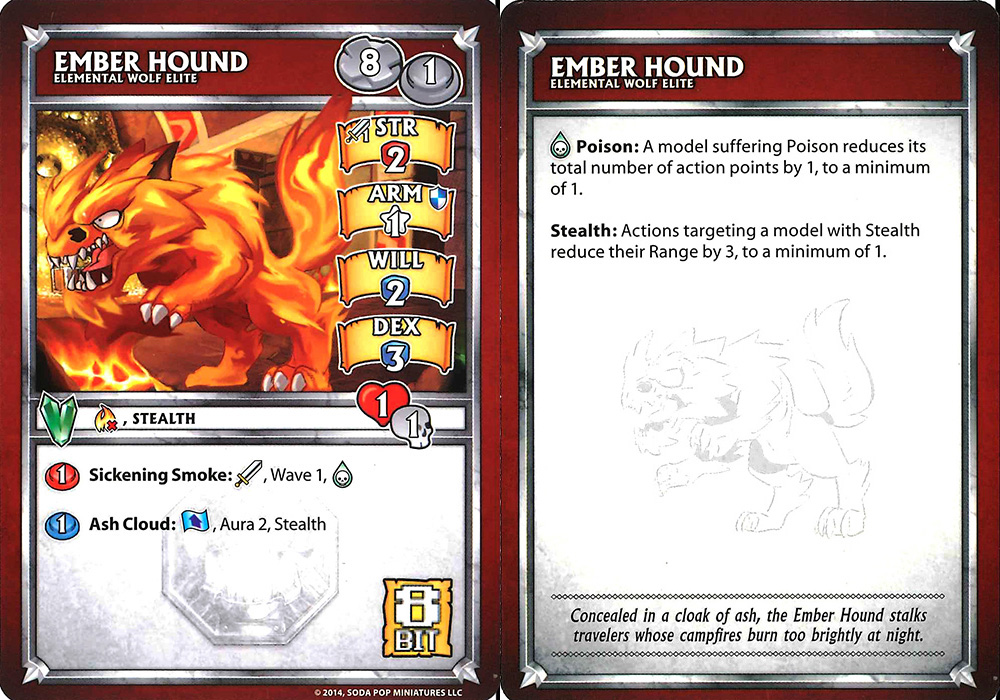 EMBER HOUND
ELEMENTAL WOLF ELITE
8
1
STR
2
ARM
1
WILL
2
DEX
3
1
1
, STEALTH
1 Sickening Smoke: , Wave 1,
1 Ash Cloud: , Aura 2, Stealth
8
BIT
© 2014, SODA POP MINIATURES LLC
EMBER HOUND
ELEMENTAL WOLF ELITE
Poison: A model suffering Poison reduces its
total number of action points by 1, to a minimum
of 1.
Stealth: Actions targeting a model with Stealth
reduce their Range by 3, to a minimum of 1.
Concealed in a cloak of ash, the Ember Hound stalks
travelers whose campfires burn too brightly at night.